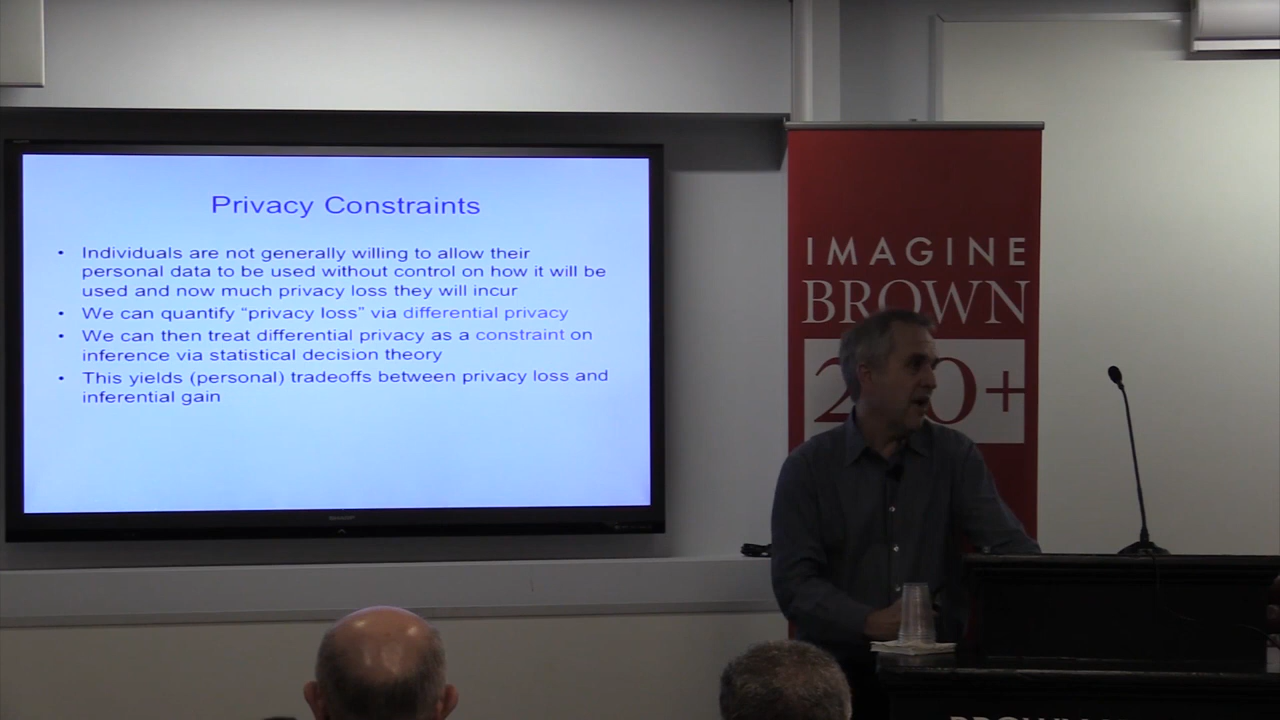 Privacy Constraints
• Individuals are not generally willing to allow their
personal data to be used without control on how it will be
used and now much privacy loss they will incur
• We can quantify “privacy loss” via differential privacy
• We can then treat differential privacy as a constraint on
inference via statistical decision theory
• This yields (personal) tradeoffs between privacy loss and
inferential gain
SHARP
IMAGINE
BROWN